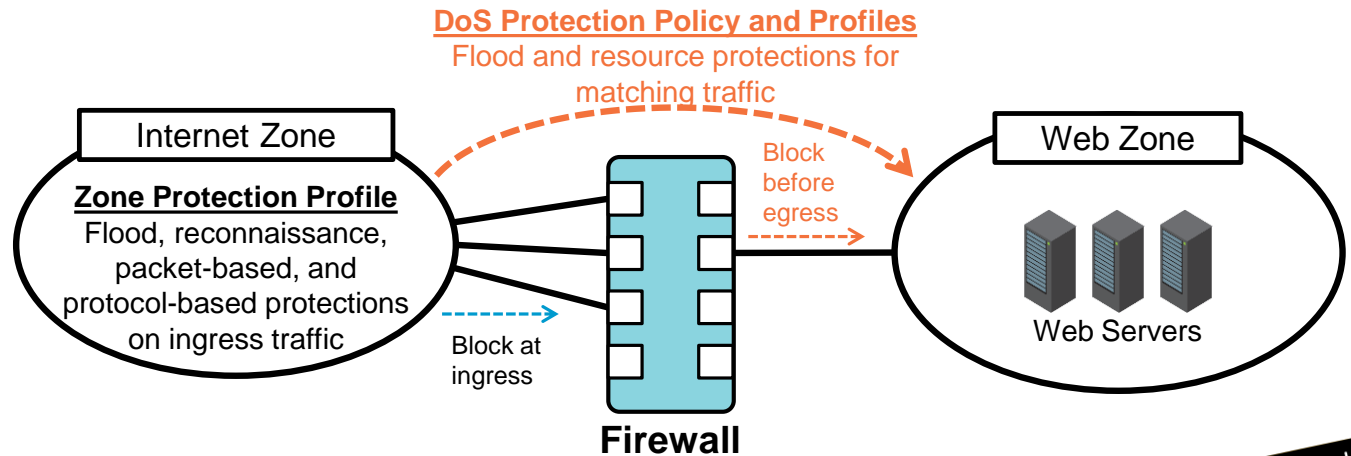 DoS Protection Policy and Profiles
Flood and resource protections for
matching traffic
Internet Zone
Zone Protection Profile
Flood, reconnaissance,
packet-based, and
protocol-based protections
on ingress traffic
Block at
ingress
Block
before
egress
Firewall
Web Zone
Web Servers